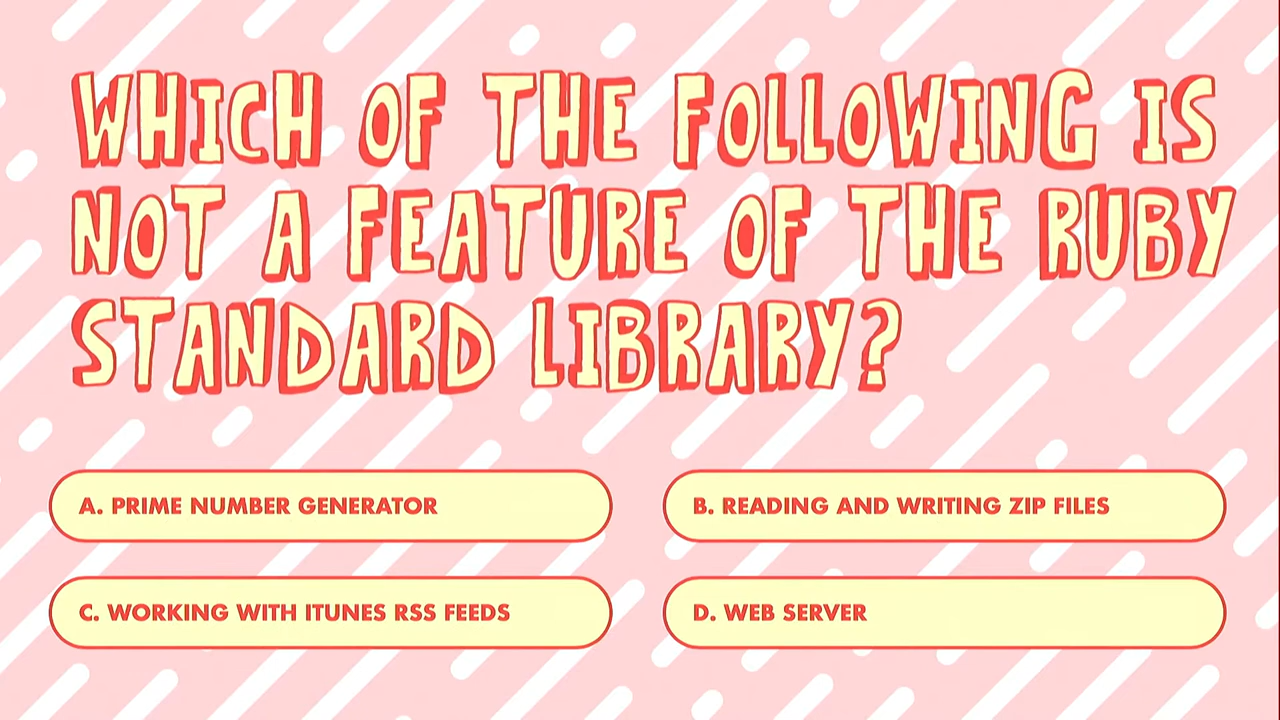 WHICH OF THE FOLLOWING IS
NOT A FEATURE OF THE RUBY
STANDARD LIBRARY?
A. PRIME NUMBER GENERATOR
B. READING AND WRITING ZIP FILES
C. WORKING WITH ITUNES RSS FEEDS
D. WEB SERVER